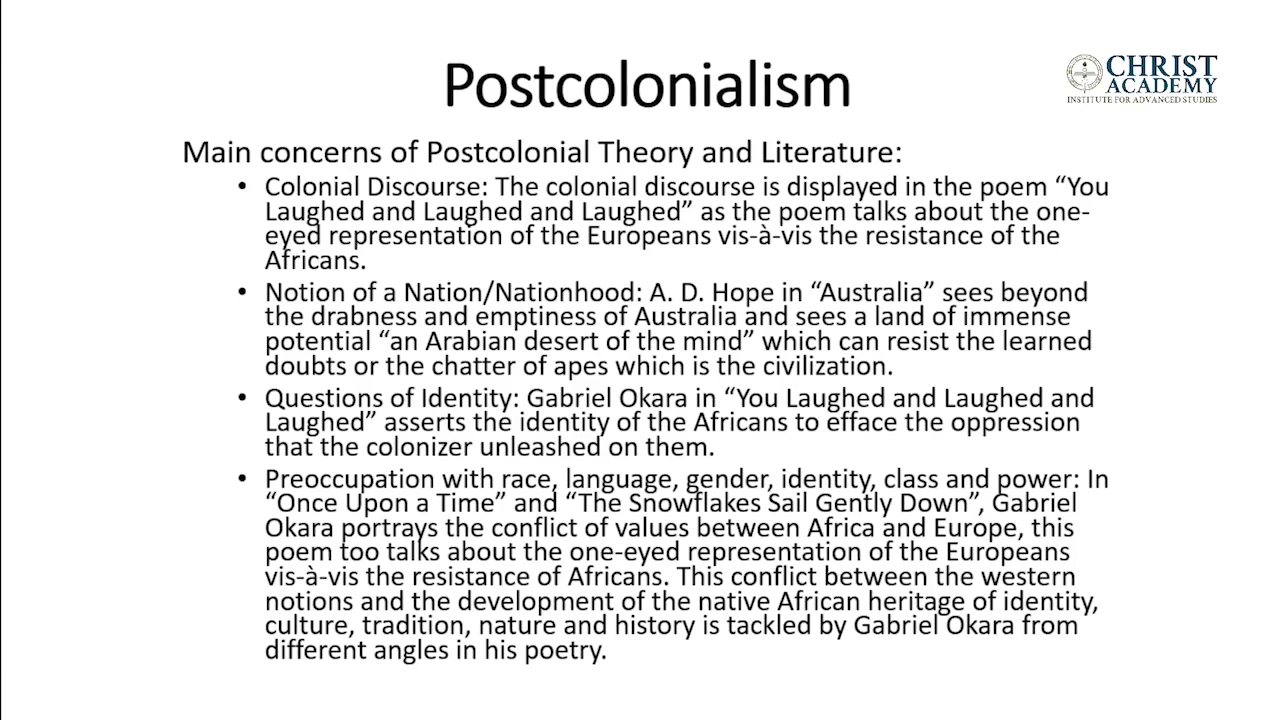 Postcolonialism
CHRIST
ACADEMY
INSTITUTE FOR ADVANCED STUDIES
Main concerns of Postcolonial Theory and Literature:
• Colonial Discourse: The colonial discourse is displayed in the poem “You
Laughed and Laughed and Laughed” as the poem talks about the one-
eyed representation of the Europeans vis-à-vis the resistance of the
Africans.
• Notion of a Nation/Nationhood: A. D. Hope in “Australia” sees beyond
the drabness and emptiness of Australia and sees a land of immense
potential “an Arabian desert of the mind” which can resist the learned
doubts or the chatter of apes which is the civilization.
• Questions of Identity: Gabriel Okara in “You Laughed and Laughed and
Laughed” asserts the identity of the Africans to efface the oppression
that the colonizer unleashed on them.
• Preoccupation with race, language, gender, identity, class and power: In
“Once Upon a Time” and “The Snowflakes Sail Gently Down”, Gabriel
Okara portrays the conflict of values between Africa and Europe, this
poem too talks about the one-eyed representation of the Europeans
vis-à-vis the resistance of Africans. This conflict between the western
notions and the development of the native African heritage of identity,
culture, tradition, nature and history is tackled by Gabriel Okara from
different angles in his poetry.